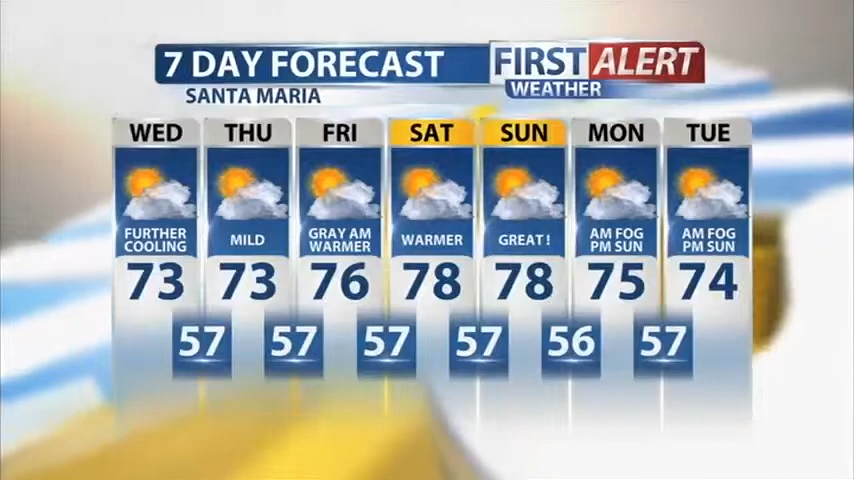 7 DAY FORECAST
FIRST ALERT
WEATHER
SANTA MARIA
WED THU FRI SAT SUN MON TUE
FURTHER COOLING
MILD
GRAY AM WARMER
WARMER
GREAT!
AM FOG PM SUN
AM FOG PM SUN
73 73 76 78 78 75 74
57 57 57 57 56 57